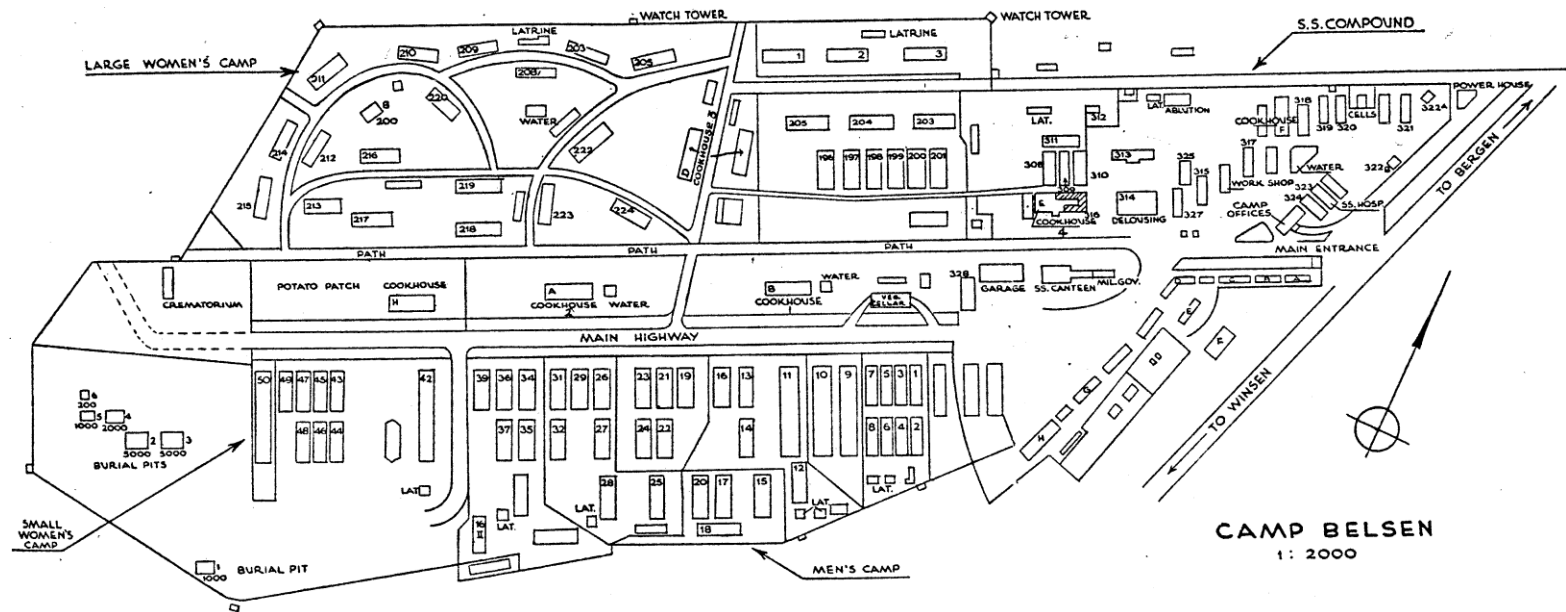 WATCH TOWER
WATCH TOWER
S.S. COMPOUND
LARGE WOMEN'S CAMP
211
210
209
LATRINE
203
205
LATRINE
1
2
3
POWER HOUSE
208
220
8
200
WATER
222
COOKHOUSE 3
D
214
212
216
215
213
219
217
218
223
224
205
204
203
196
197
198
199
200
201
LAT.
312
311
308
309
310
E
COOKHOUSE
316
4
LAT.
ABLUTION
313
314
DELOUSING
325
315
327
COOKHOUSE
F
318
319
320
CELLS
321
322A
317
WORK SHOP
WATER
323
324
S.S. HOSP.
322B
CAMP OFFICES
MAIN ENTRANCE
TO BERGEN
PATH
PATH
PATH
CREMATORIUM
POTATO PATCH
COOKHOUSE
H
A
COOKHOUSE
2
WATER
B
COOKHOUSE
1
WATER
VEG. CELLAR
328
GARAGE
SS. CANTEEN
MIL. GOV.
D
C
B
A
E
F
G
H
MAIN HIGHWAY
TO WINSEN
50
49
47
45
43
48
46
44
42
39
36
34
37
35
31
29
26
32
27
23
21
19
24
22
16
13
14
11
10
9
7
5
3
1
8
6
4
2
6
200
5
1000
4
2000
2
5000
3
5000
BURIAL PITS
LAT.
16
II
LAT.
28
LAT.
25
20
17
15
18
12
LAT.
LAT.
SMALL
WOMEN'S
CAMP
1
1000
BURIAL PIT
MEN'S CAMP
CAMP BELSEN
1: 2000